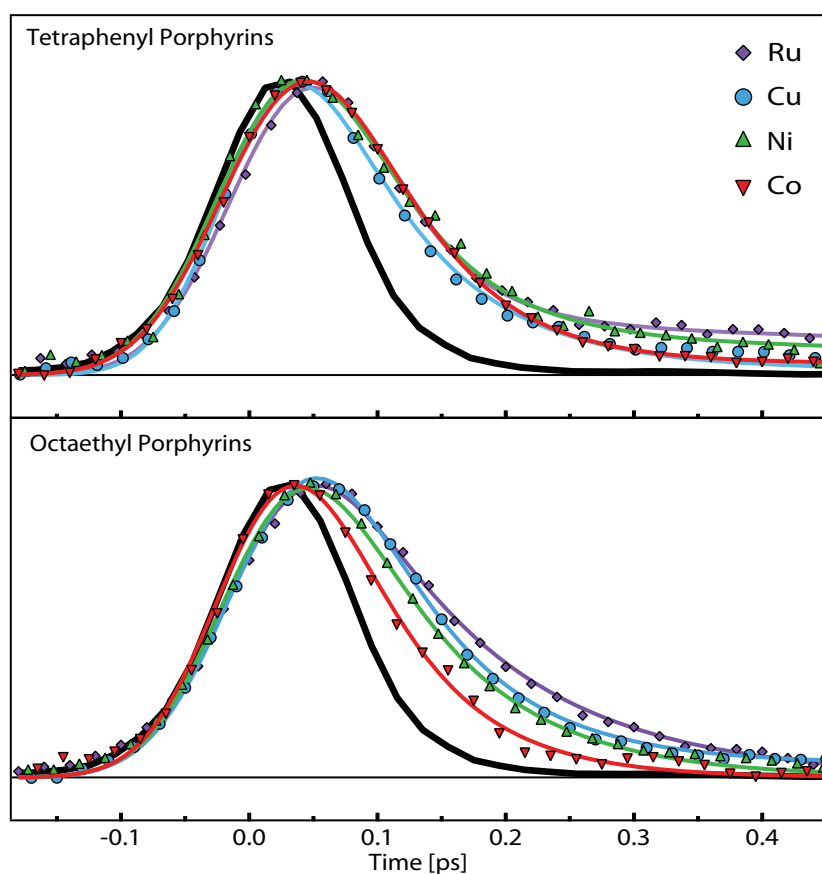 Tetraphenyl Porphyrins
Ru
Cu
Ni
Co
Octaethyl Porphyrins
-0.1 0.0 0.1 0.2 0.3 0.4
Time [ps]